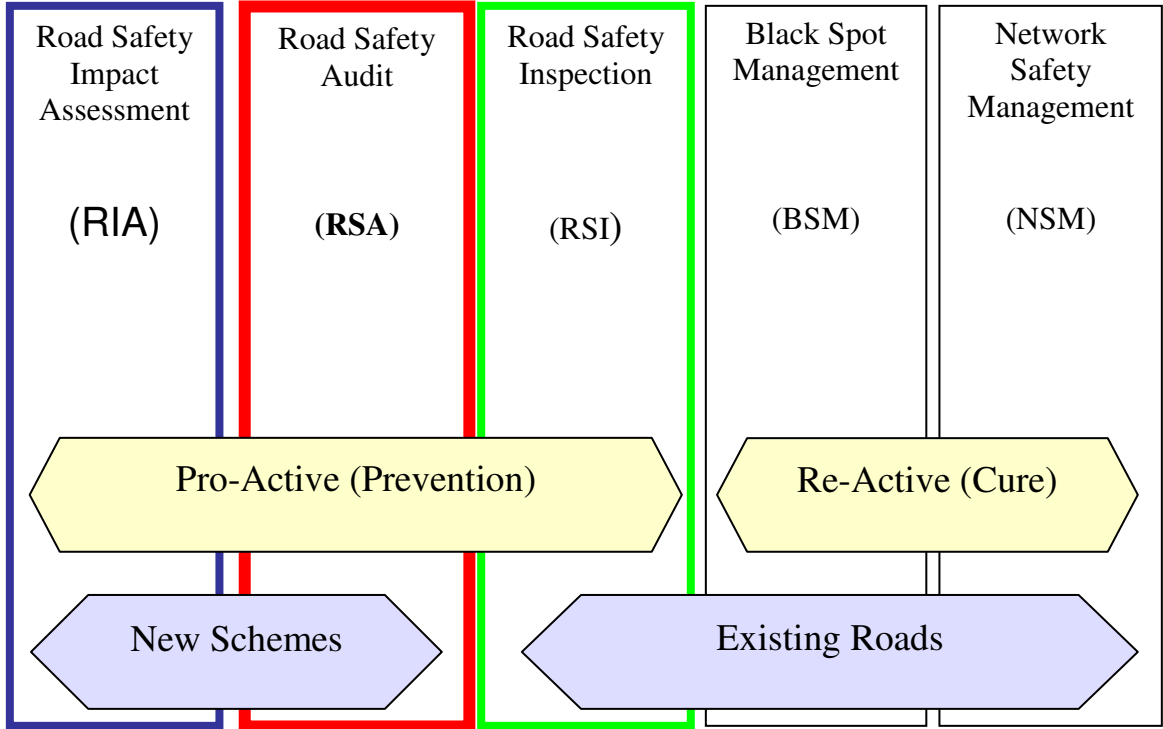 Road Safety
Impact
Assessment
(RIA)
Road Safety
Audit
(RSA)
Road Safety
Inspection
(RSI)
Black Spot
Management
(BSM)
Network
Safety
Management
(NSM)
Pro-Active (Prevention)
Re-Active (Cure)
New Schemes
Existing Roads